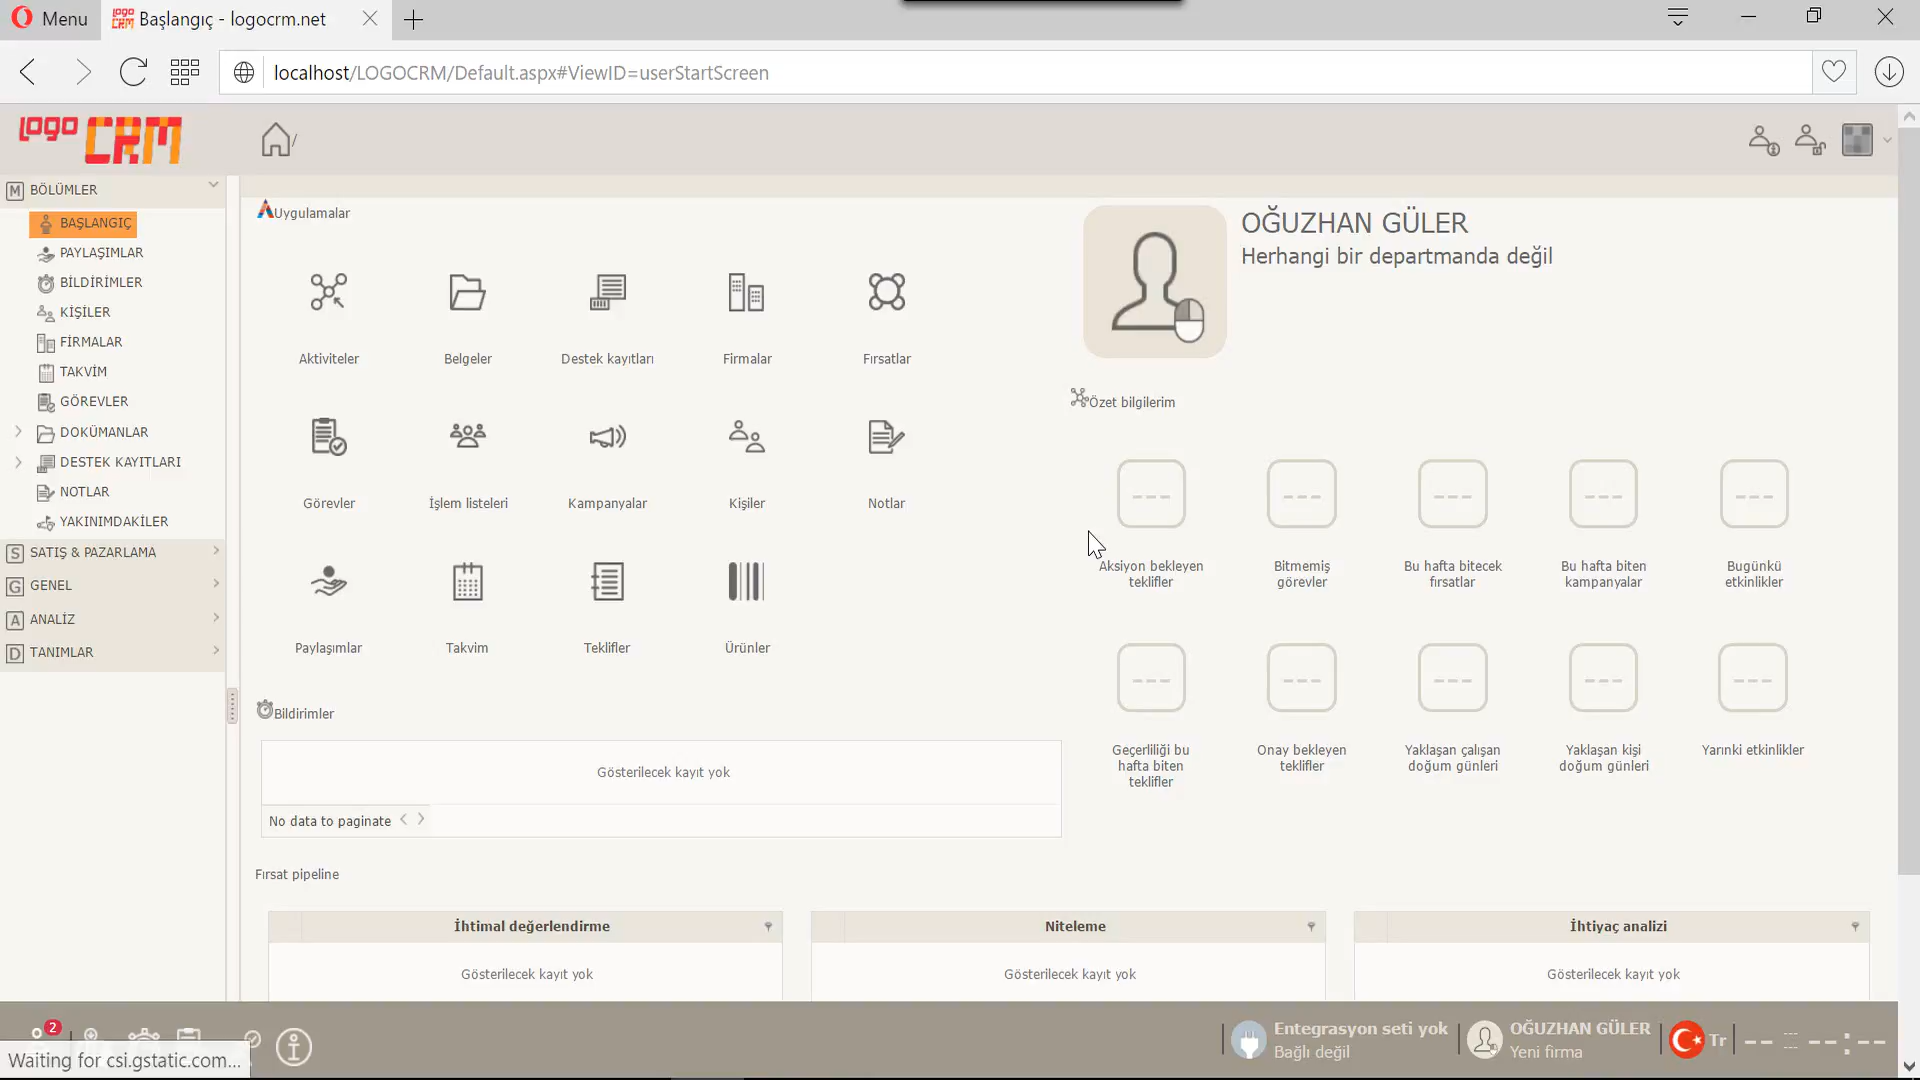 Menu
Başlangıç - logocrm.net
localhost/LOGOCRM/Default.aspx#ViewID=userStartScreen
logo CRM
/
M BÖLÜMLER
BAŞLANGIÇ
PAYLAŞIMLAR
BİLDİRİMLER
KİŞİLER
FİRMALAR
TAKVİM
GÖREVLER
DOKÜMANLAR
DESTEK KAYITLARI
NOTLAR
YAKINIMDAKİLER
S SATIŞ & PAZARLAMA
G GENEL
A ANALİZ
D TANIMLAR
Uygulamalar
Aktiviteler Belgeler Destek kayıtları Firmalar Fırsatlar
Görevler İşlem listeleri Kampanyalar Kişiler Notlar
Paylaşımlar Takvim Teklifler Ürünler
Bildirimler
Gösterilecek kayıt yok
No data to paginate
OĞUZHAN GÜLER
Herhangi bir departmanda değil
Özet bilgilerim
--- --- --- --- ---
Aksiyon bekleyen
teklifler
Bitmemiş
görevler
Bu hafta bitecek
fırsatlar
Bu hafta biten
kampanyalar
Bugünkü
etkinlikler
--- --- --- --- ---
Geçerliliği bu
hafta biten
teklifler
Onay bekleyen
teklifler
Yaklaşan çalışan
doğum günleri
Yaklaşan kişi
doğum günleri
Yarınki etkinlikler
Fırsat pipeline
İhtimal değerlendirme
Gösterilecek kayıt yok
Niteleme
Gösterilecek kayıt yok
İhtiyaç analizi
Gösterilecek kayıt yok
2
Waiting for csi.gstatic.com...
Entegrasyon seti yok
Bağlı değil
OĞUZHAN GÜLER
Yeni firma
Tr
-- --- -- : --